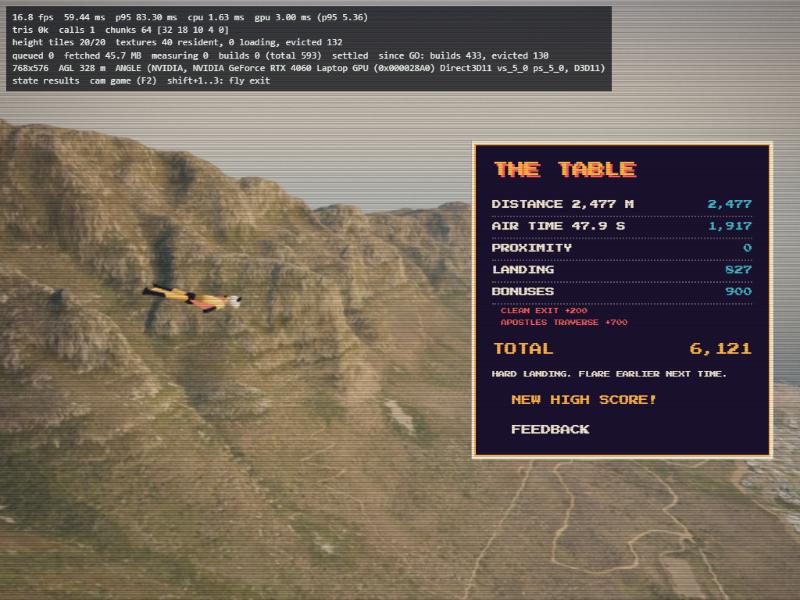 16.8 fps  59.44 ms  p95 83.30 ms  cpu 1.63 ms  gpu 3.00 ms (p95 5.36)
tris 0k  calls 1  chunks 64 [32 18 10 4 0]
height tiles 20/20  textures 40 resident, 0 loading, evicted 132
queued 0  fetched 45.7 MB  measuring 0  builds 0 (total 593)  settled  since GO: builds 433, evicted 130
768x576  AGL 328 m  ANGLE (NVIDIA, NVIDIA GeForce RTX 4060 Laptop GPU (0x000028A0) Direct3D11 vs_5_0 ps_5_0, D3D11)
state results  cam game (F2)  shift+1..3: fly exit
THE TABLE
DISTANCE 2,477 M 2,477
AIR TIME 47.9 S 1,917
PROXIMITY 0
LANDING 827
BONUSES 900
CLEAN EXIT +200
APOSTLES TRAVERSE +700
TOTAL 6,121
HARD LANDING. FLARE EARLIER NEXT TIME.
NEW HIGH SCORE!
FEEDBACK